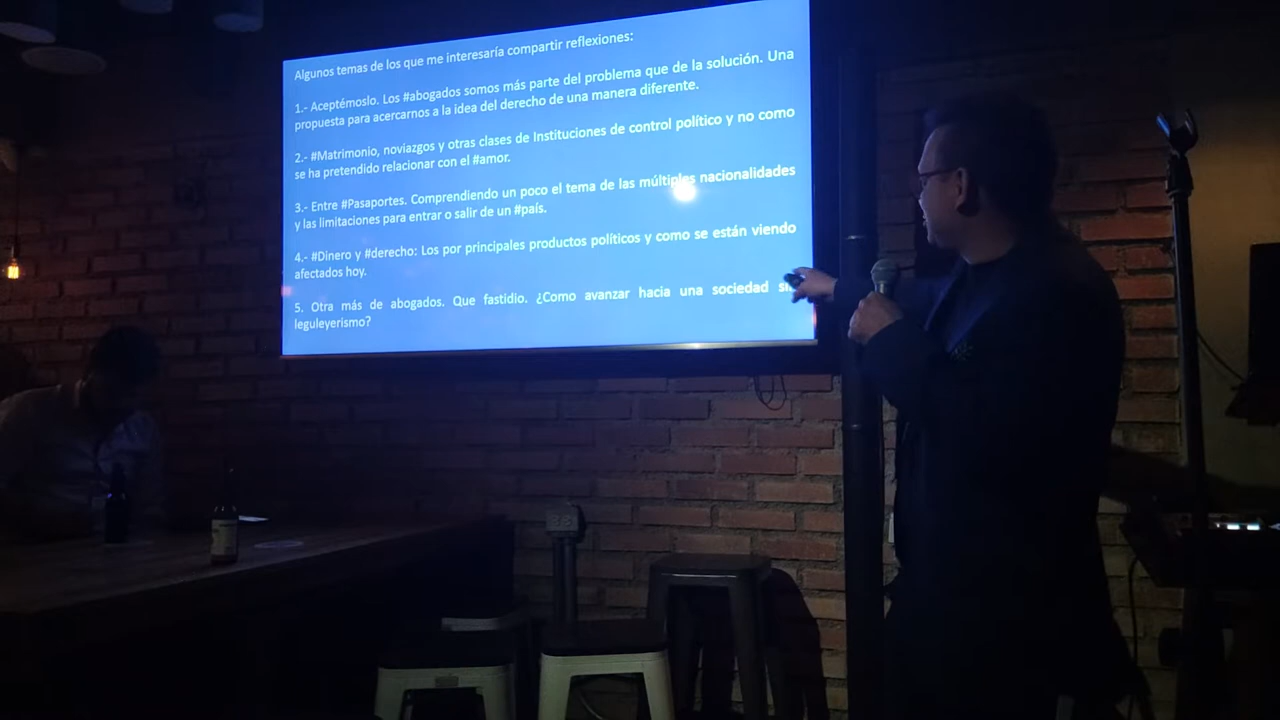 Algunos temas de los que me interesaría compartir reflexiones:
1.- Aceptémoslo. Los #abogados somos más parte del problema que de la solución. Una
propuesta para acercarnos a la idea del derecho de una manera diferente.
2.- #Matrimonio, noviazgos y otras clases de Instituciones de control político y no como
se ha pretendido relacionar con el #amor.
3.- Entre #Pasaportes. Comprendiendo un poco el tema de las múltiples nacionalidades
y las limitaciones para entrar o salir de un #país.
4.- #Dinero y #derecho: Los por principales productos políticos y como se están viendo
afectados hoy.
5. Otra más de abogados. Que fastidio. ¿Como avanzar hacia una sociedad
leguleyerismo?